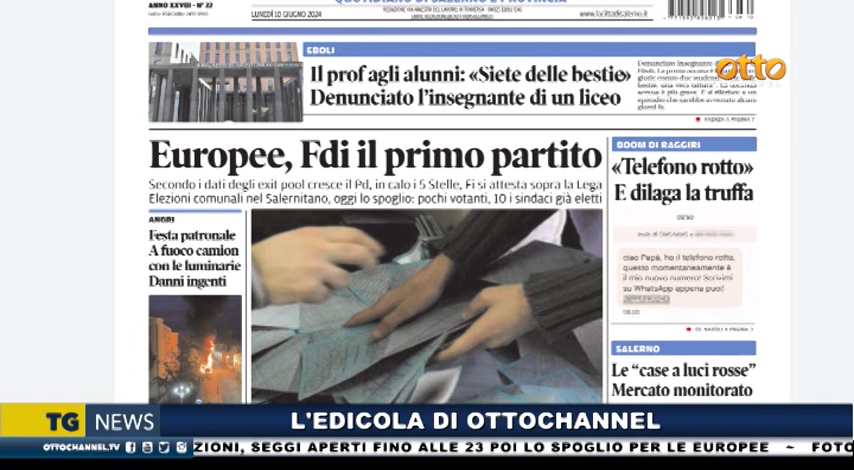 QUOTIDIANO DI SALERNO E PROVINCIA
ANNO XXVIII - N° 22
LUNEDÌ 10 GIUGNO 2024
www.lacittadisalerno.it
EBOLI
Il prof agli alunni: «Siete delle bestie»
Denunciato l'insegnante di un liceo
otto
Europee, Fdi il primo partito
Secondo i dati degli exit pool cresce il Pd, in calo i 5 Stelle, Fi si attesta sopra la Lega
Elezioni comunali nel Salernitano, oggi lo spoglio: pochi votanti, 10 i sindaci già eletti
ANGRI
Festa patronale
A fuoco camion
con le luminarie
Danni ingenti
BOOM DI RAGGIRI
«Telefono rotto»
E dilaga la truffa
ciao Papà, ho il telefono rotto,
questo momentaneamente è
il mio nuovo numero! Scrivimi
su WhatsApp appena puoi!
SALERNO
Le “case a luci rosse”
Mercato monitorato
TG NEWS
L'EDICOLA DI OTTOCHANNEL
OTTOCHANNEL.TV
ZIONI, SEGGI APERTI FINO ALLE 23 POI LO SPOGLIO PER LE EUROPEE ~ FOTO